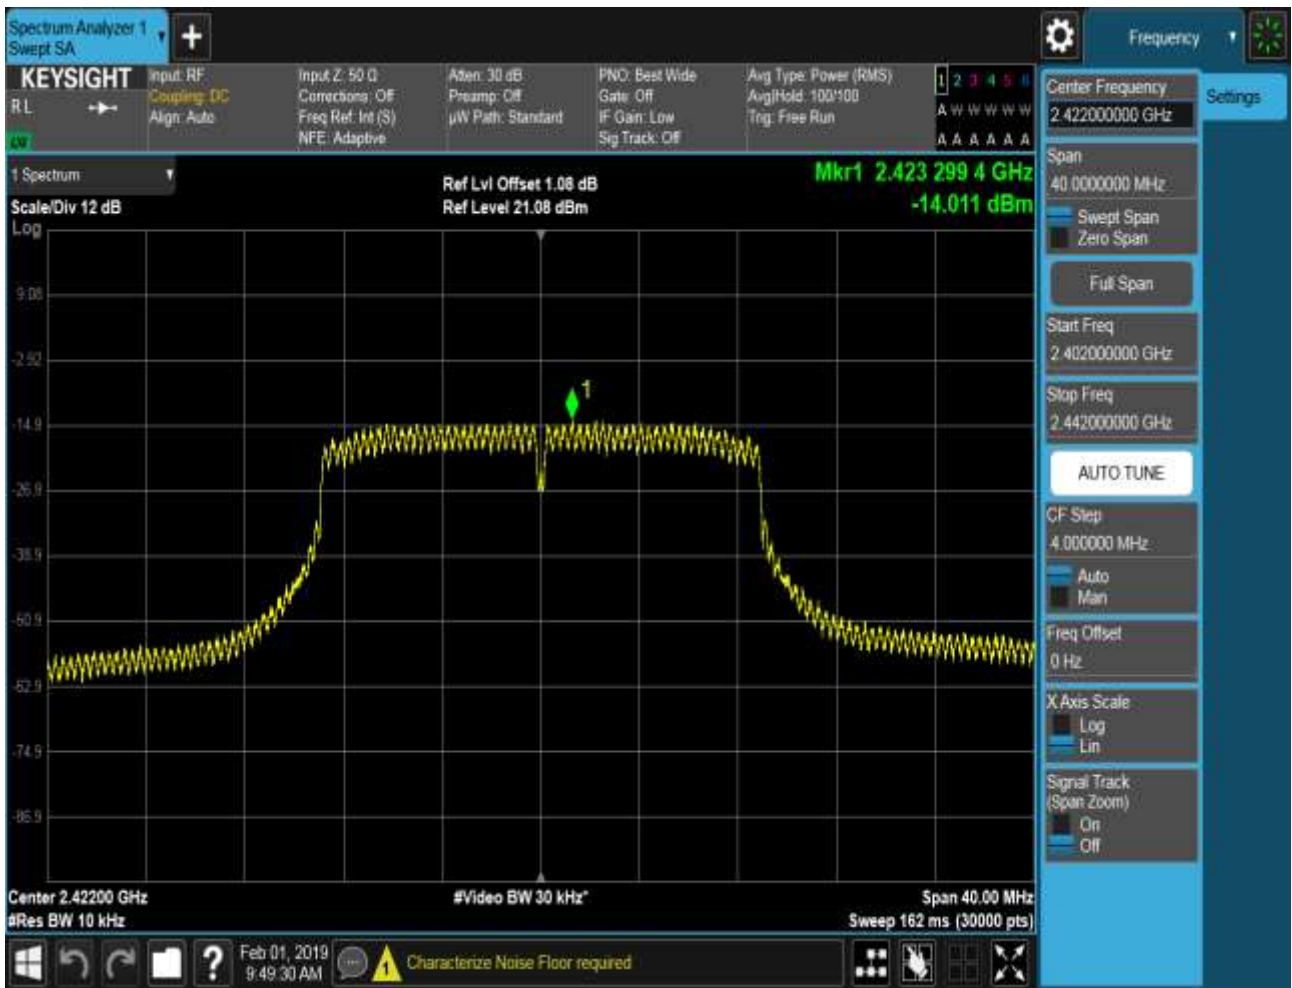 Spectrum Analyzer 1
Swept SA
+
Frequency
KEYSIGHT
R L
Input: RF
Coupling: DC
Align: Auto
Input Z: 50 Ω
Corrections: Off
Freq Ref: Int (S)
NFE: Adaptive
Atten: 30 dB
Preamp: Off
µW Path: Standard
PNO: Best Wide
Gate: Off
IF Gain: Low
Sig Track: Off
Avg Type: Power (RMS)
Avg|Hold: 100/100
Trig: Free Run
1 2 3 4 5 6
A W W W W W
A A A A A A
1 Spectrum
Scale/Div 12 dB
Log
Ref Lvl Offset 1.08 dB
Ref Level 21.08 dBm
Mkr1 2.423 299 4 GHz
-14.011 dBm
9.08
-2.92
-14.9
-26.9
-38.9
-50.9
-62.9
-74.9
-86.9
1
Center 2.42200 GHz
#Res BW 10 kHz
#Video BW 30 kHz*
Span 40.00 MHz
Sweep 162 ms (30000 pts)
Center Frequency
2.422000000 GHz
Settings
Span
40.0000000 MHz
Swept Span
Zero Span
Full Span
Start Freq
2.402000000 GHz
Stop Freq
2.442000000 GHz
AUTO TUNE
CF Step
4.000000 MHz
Auto
Man
Freq Offset
0 Hz
X Axis Scale
Log
Lin
Signal Track
(Span Zoom)
On
Off
?
Feb 01, 2019
9:49:30 AM
1
Characterize Noise Floor required